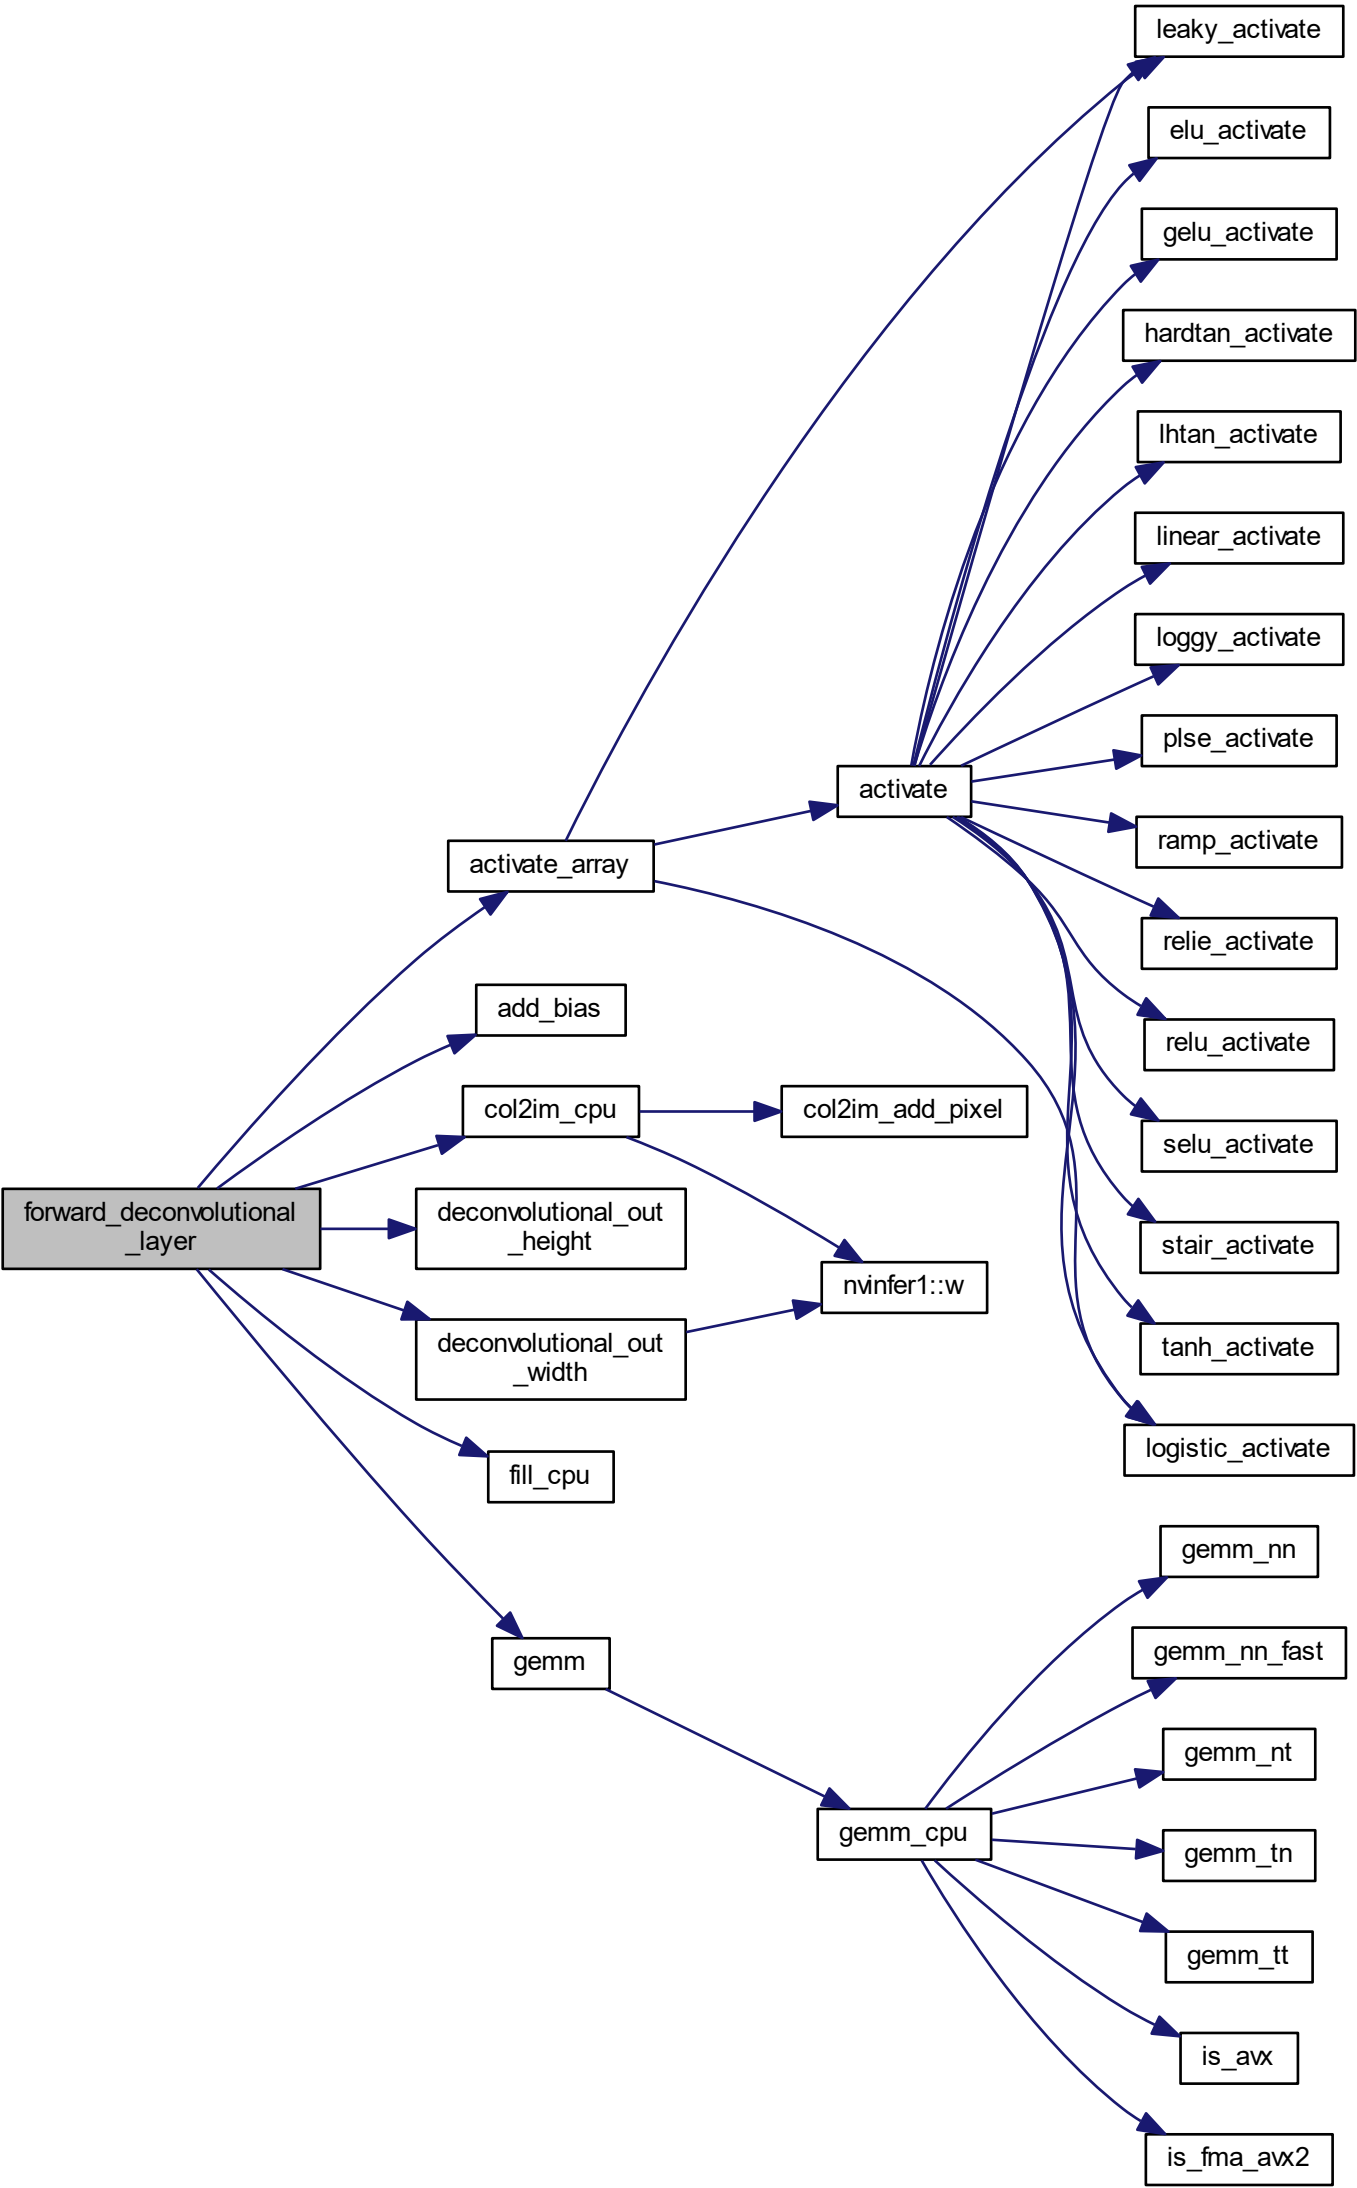 leaky_activate
elu_activate
gelu_activate
hardtan_activate
lhtan_activate
linear_activate
loggy_activate
plse_activate
activate
ramp_activate
activate_array
relie_activate
add_bias
relu_activate
col2im_cpu
col2im_add_pixel
selu_activate
forward_deconvolutional
_layer
deconvolutional_out
_height
stair_activate
nvinfer1::w
deconvolutional_out
_width
tanh_activate
logistic_activate
fill_cpu
gemm_nn
gemm
gemm_nn_fast
gemm_nt
gemm_cpu
gemm_tn
gemm_tt
is_avx
is_fma_avx2